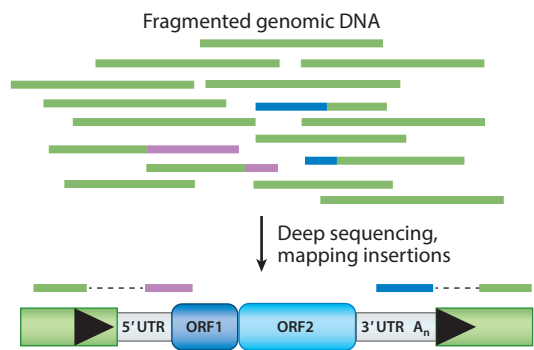 Fragmented genomic DNA
Deep sequencing,
mapping insertions
5' UTR ORF1 ORF2 3' UTR An